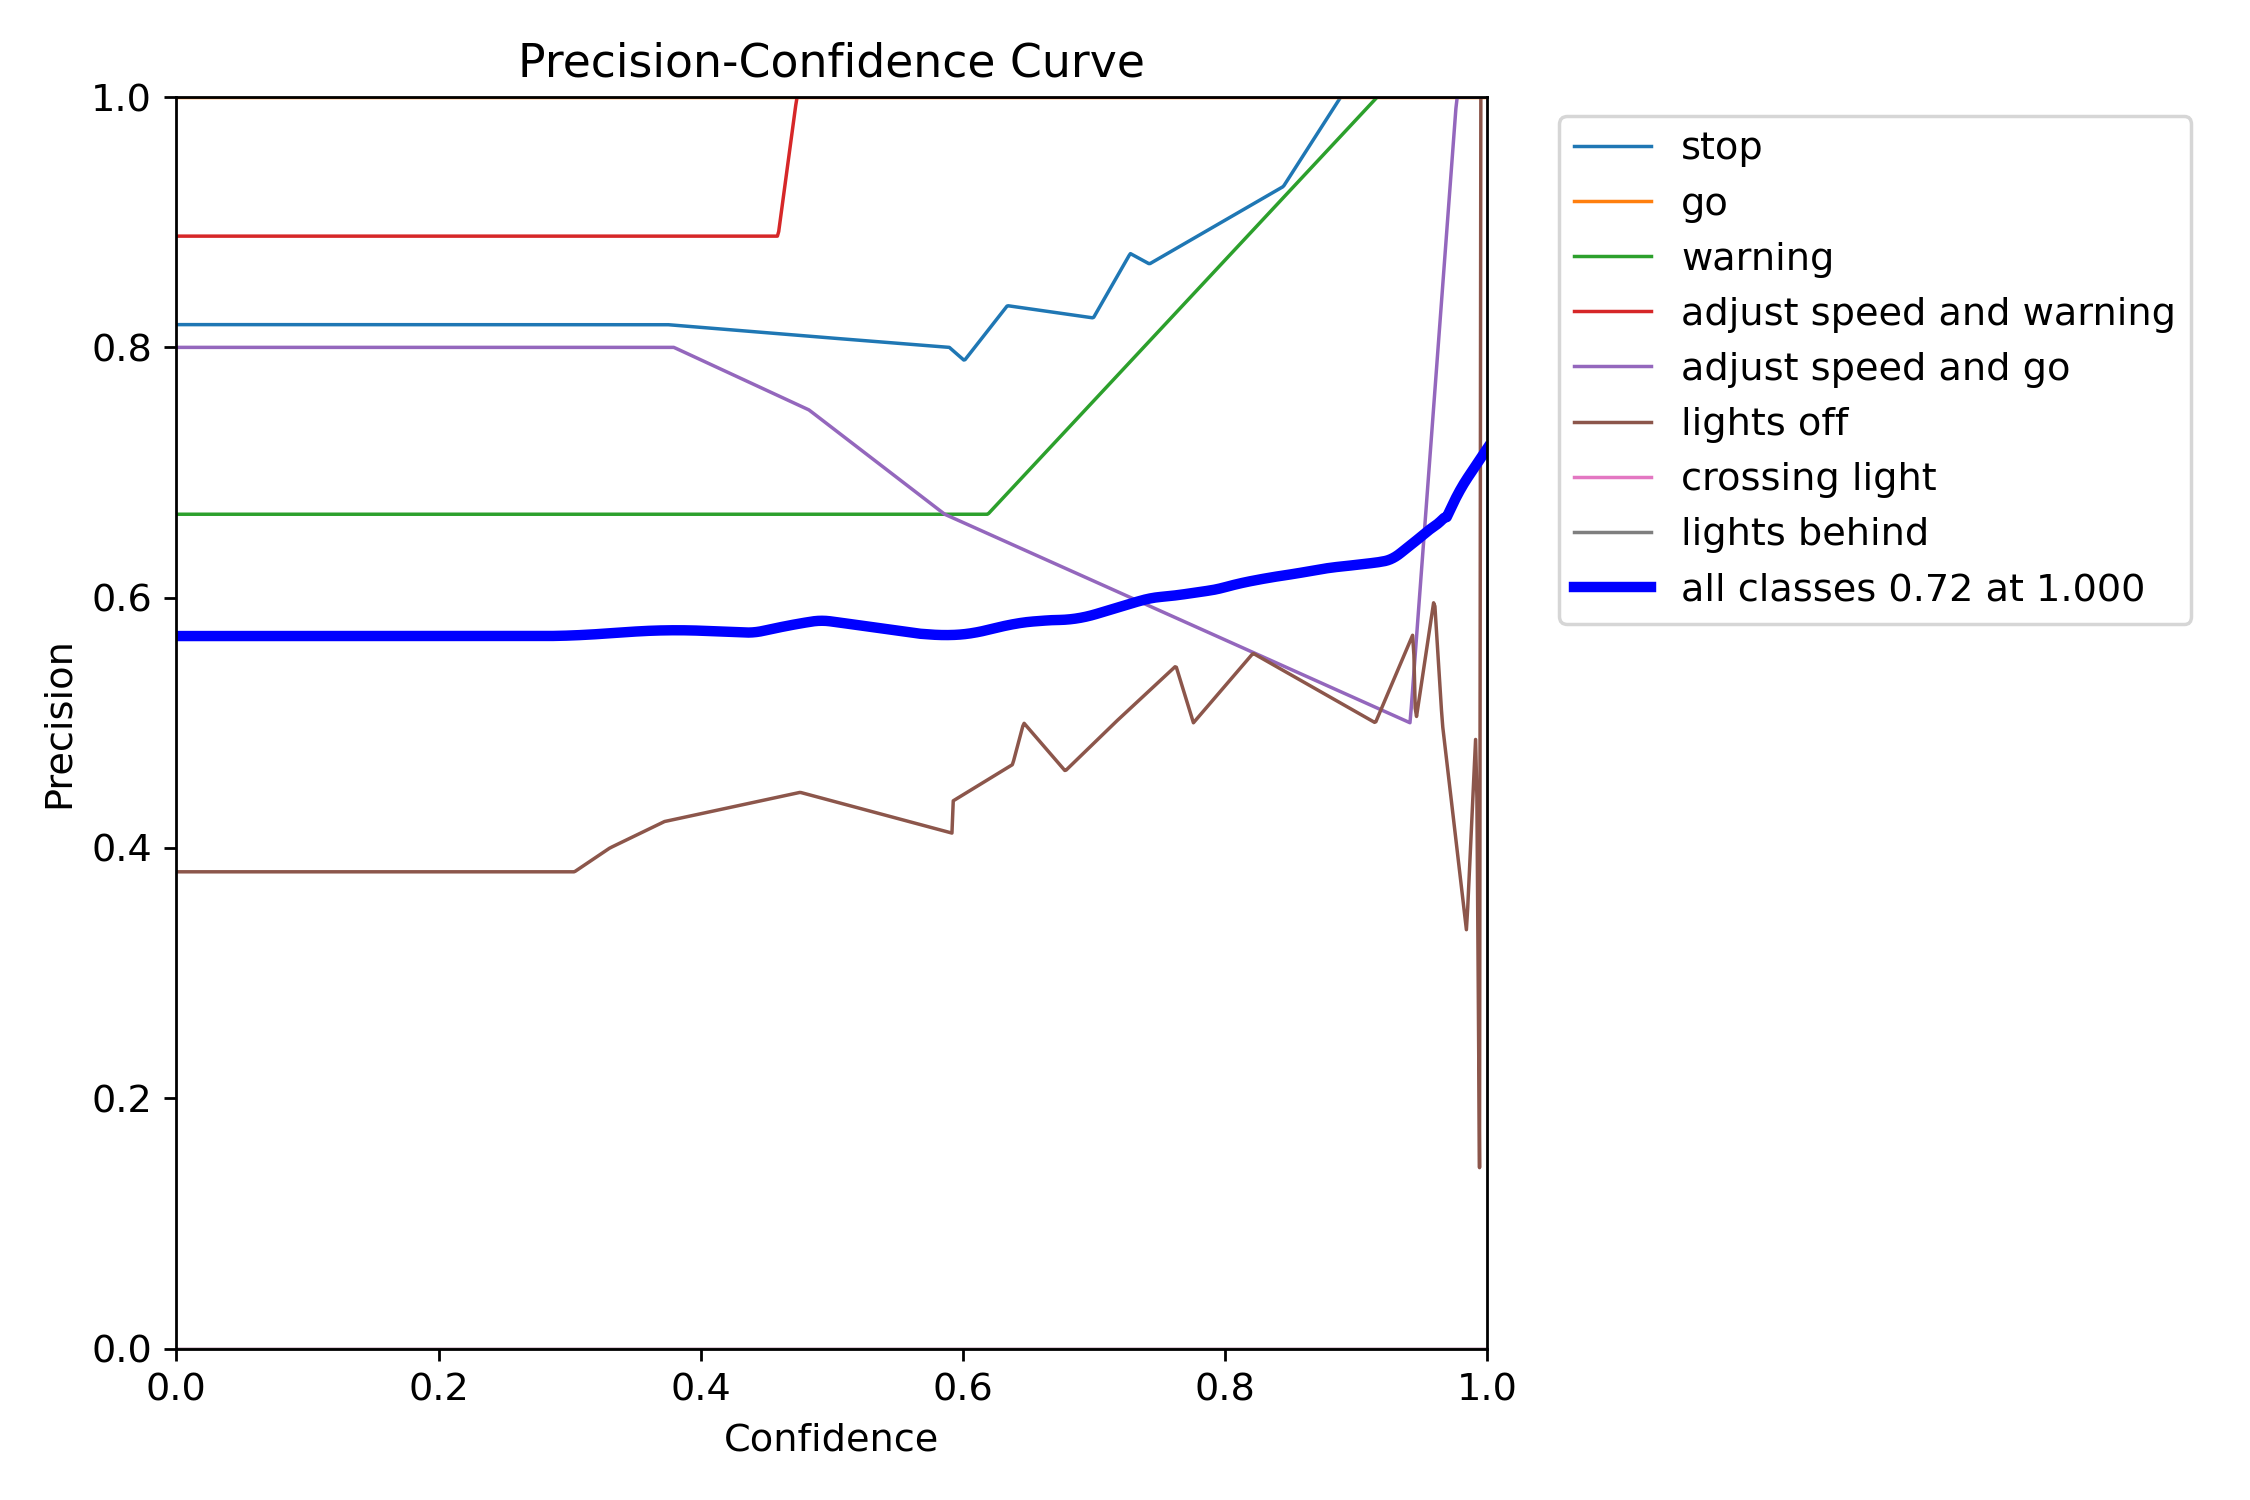 Precision-Confidence Curve
1.0
0.8
0.6
0.4
0.2
0.0
Precision
0.0 0.2 0.4 0.6 0.8 1.0
Confidence
stop
go
warning
adjust speed and warning
adjust speed and go
lights off
crossing light
lights behind
all classes 0.72 at 1.000